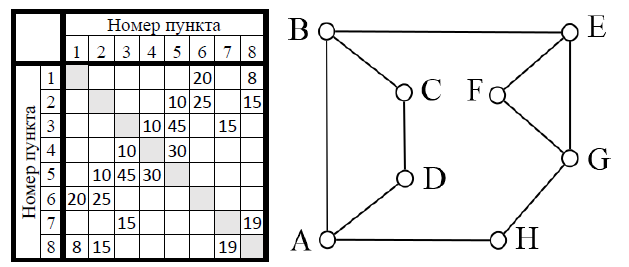 Номер пункта
1 2 3 4 5 6 7 8
Номер пункта
1 20 8
2 10 25 15
3 10 45 15
4 10 30
5 10 45 30
6 20 25
7 15 19
8 8 15 19
B E
C F
G
D
A H